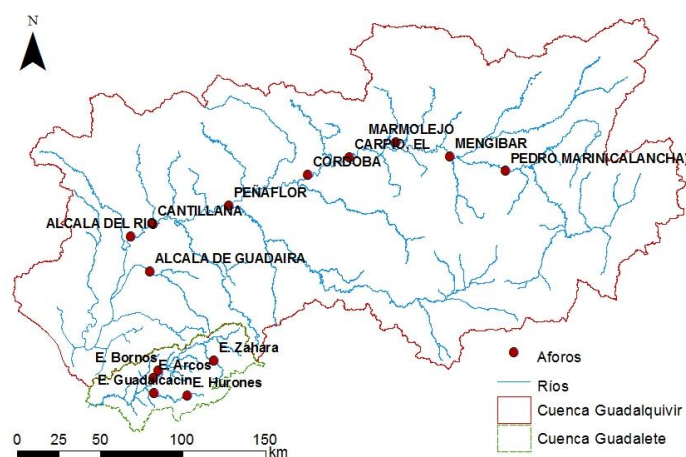 N
MARMOLEJO
CARPIO, EL
MENGIBAR
CORDOBA
PEDRO MARIN(CALANCHA)
PEÑAFLOR
CANTILLANA
ALCALA DEL RIO
ALCALA DE GUADAIRA
E. Zahara
E. Bornos
E. Arcos
E. Guadalcacin
E. Hurones
Aforos
Ríos
Cuenca Guadalquivir
Cuenca Guadalete
0 25 50 100 150
km